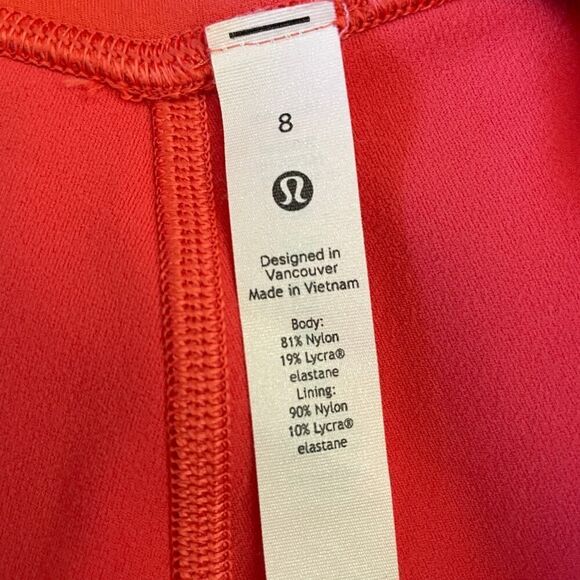 8
Designed in
Vancouver
Made in Vietnam
Body:
81% Nylon
19% Lycra®
elastane
Lining:
90% Nylon
10% Lycra®
elastane